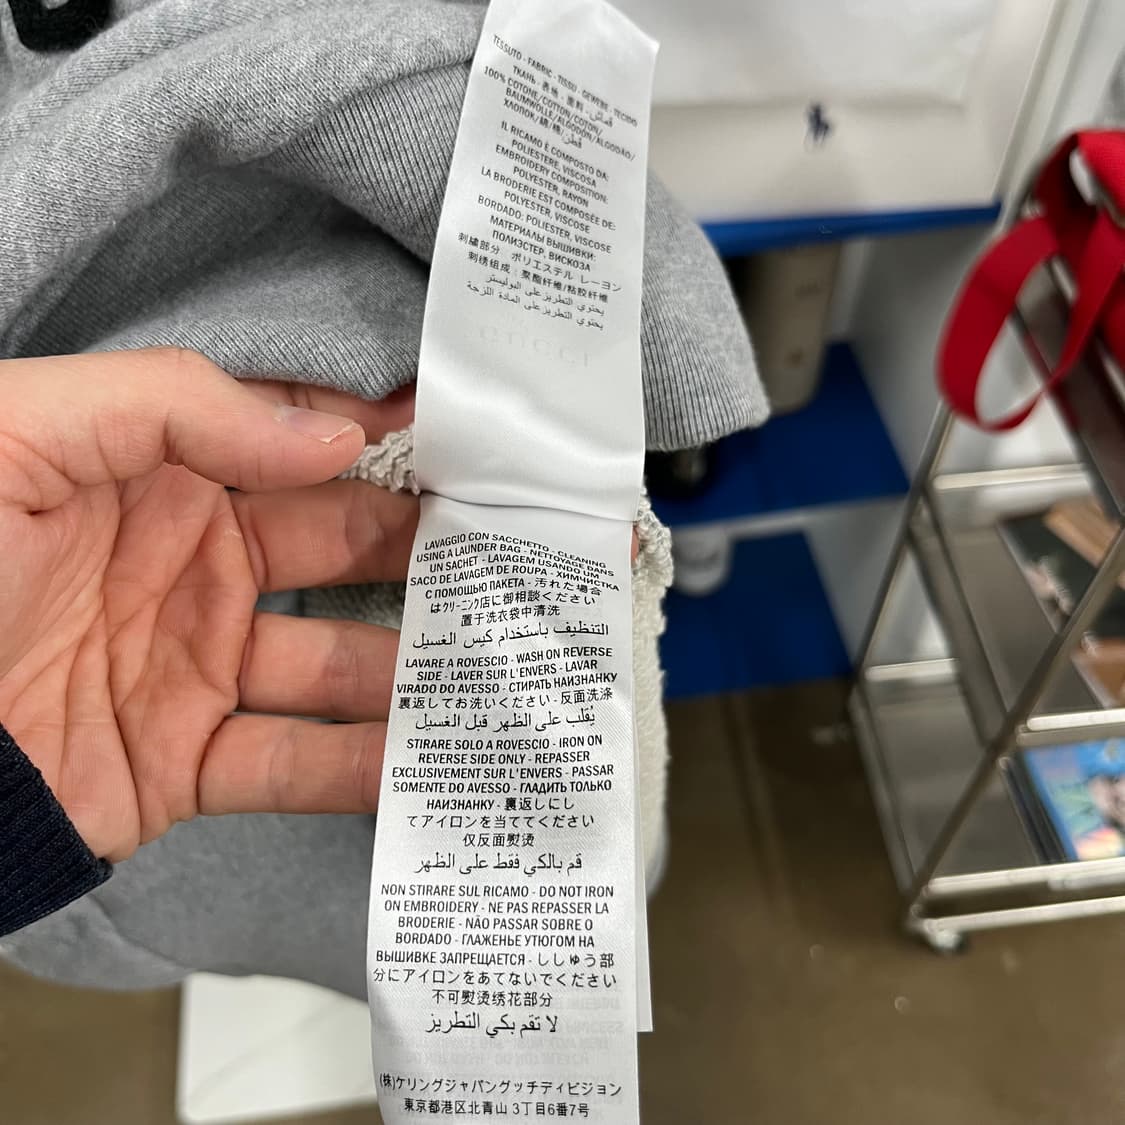 TESSUTO - FABRIC - TISSU - GEWEBE - TECIDO
ТКАНЬ - 表地 - 面料 - قماش
100% COTONE/COTTON/COTON/
BAUMWOLLE/ALGODÓN/ALGODÃO/
ХЛОПОК/綿/棉/قطن
IL RICAMO È COMPOSTO DA:
POLIESTERE, VISCOSA
EMBROIDERY COMPOSITION:
POLYESTER, RAYON
LA BRODERIE EST COMPOSÉE DE:
POLYESTER, VISCOSE
BORDADO: POLIESTER, VISCOSE
МАТЕРИАЛЫ ВЫШИВКИ:
ПОЛИЭСТЕР, ВИСКОЗА
刺繍部分 ポリエステル レーヨン
刺绣组成：聚酯纤维/粘胶纤维
يحتوي التطريز على البوليستر
يحتوي التطريز على المادة اللزجة
LAVAGGIO CON SACCHETTO - CLEANING
USING A LAUNDER BAG - NETTOYAGE DANS
UN SACHET - LAVAGEM USANDO UM
SACO DE LAVAGEM DE ROUPA - ХИМЧИСТКА
С ПОМОЩЬЮ ПАКЕТА - 汚れた場合
はクリーニング店に御相談ください
置于洗衣袋中清洗
التنظيف باستخدام كيس الغسيل
LAVARE A ROVESCIO - WASH ON REVERSE
SIDE - LAVER SUR L'ENVERS - LAVAR
VIRADO DO AVESSO - СТИРАТЬ НАИЗНАНКУ
裏返してお洗いください - 反面洗涤
يُقلب على الظهر قبل الغسيل
STIRARE SOLO A ROVESCIO - IRON ON
REVERSE SIDE ONLY - REPASSER
EXCLUSIVEMENT SUR L'ENVERS - PASSAR
SOMENTE DO AVESSO - ГЛАДИТЬ ТОЛЬКО
НАИЗНАНКУ - 裏返しにし
てアイロンを当ててください
仅反面熨烫
قم بالكي فقط على الظهر
NON STIRARE SUL RICAMO - DO NOT IRON
ON EMBROIDERY - NE PAS REPASSER LA
BRODERIE - NÃO PASSAR SOBRE O
BORDADO - ГЛАЖЕНЬЕ УТЮГОМ НА
ВЫШИВКЕ ЗАПРЕЩАЕТСЯ - ししゅう部
分にアイロンをあてないでください
不可熨烫绣花部分
لا تقم بكي التطريز
(株)ケリングジャパングッチディビジョン
東京都港区北青山 3丁目6番7号